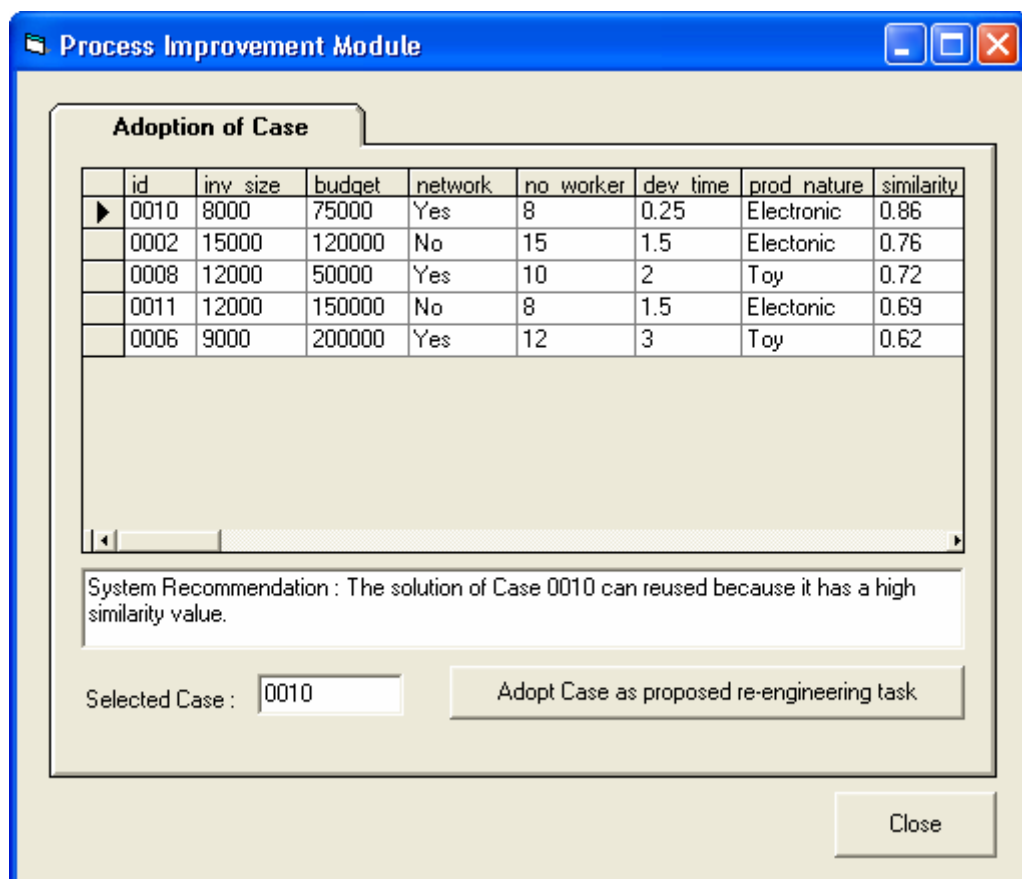 Process Improvement Module
Adoption of Case
id inv_size budget network no_worker dev_time prod_nature similarity
0010 8000 75000 Yes 8 0.25 Electronic 0.86
0002 15000 120000 No 15 1.5 Electonic 0.76
0008 12000 50000 Yes 10 2 Toy 0.72
0011 12000 150000 No 8 1.5 Electonic 0.69
0006 9000 200000 Yes 12 3 Toy 0.62
System Recommendation : The solution of Case 0010 can reused because it has a high
similarity value.
Selected Case : 0010 Adopt Case as proposed re-engineering task
Close